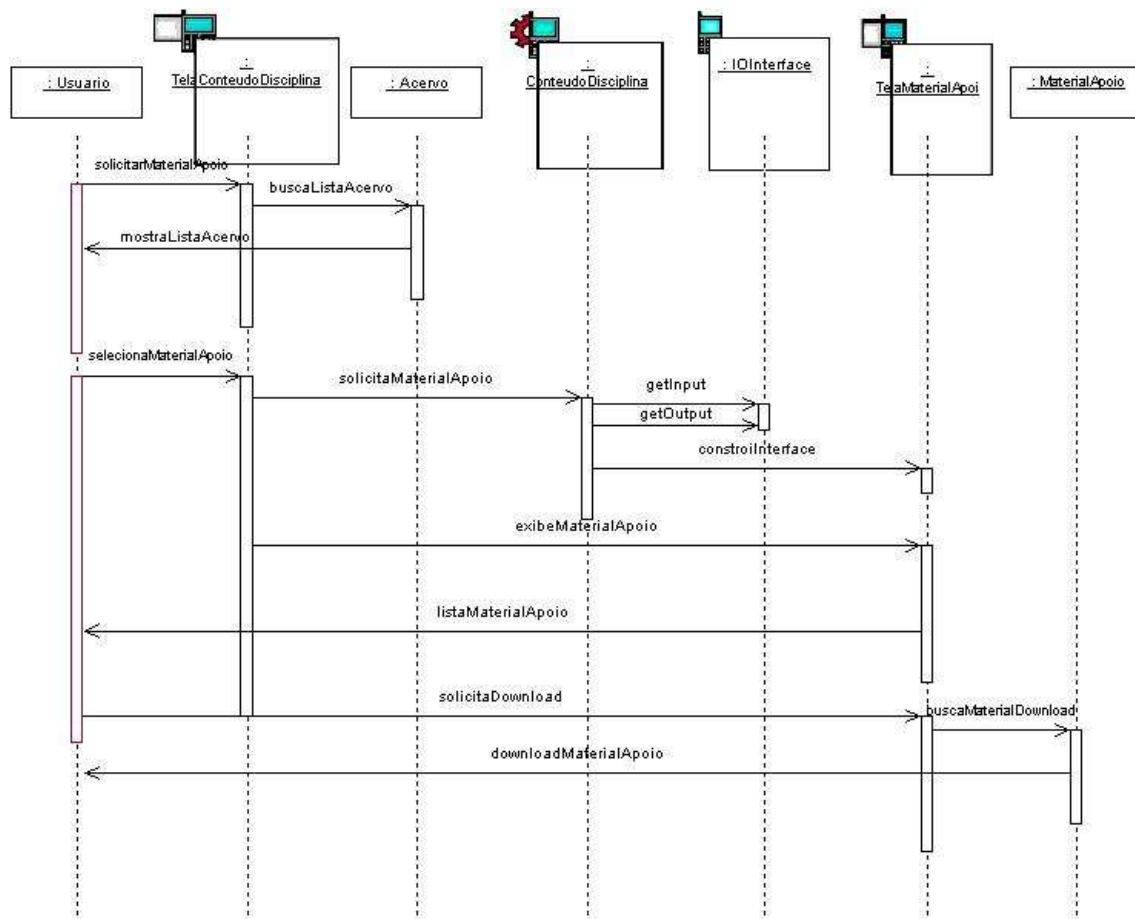 : Usuario
:
TelaConteudoDisciplina
: Acervo
:
ConteudoDisciplina
: IOInterface
:
TelaMaterialApoi
: MaterialApoio
solicitarMaterialApoio
buscaListaAcervo
mostraListaAcervo
selecionaMaterialApoio
solicitaMaterialApoio
getInput
getOutput
constroiInterface
exibeMaterialApoio
listaMaterialApoio
solicitaDownload
buscaMaterialDownload
downloadMaterialApoio